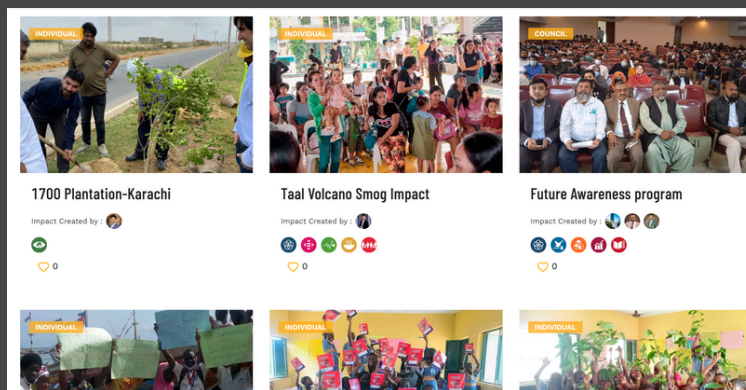 INDIVIDUAL
INDIVIDUAL
COUNCIL
1700 Plantation-Karachi
Taal Volcano Smog Impact
Future Awareness program
Impact Created by :
Impact Created by :
Impact Created by :
0
0
0
INDIVIDUAL
INDIVIDUAL
INDIVIDUAL